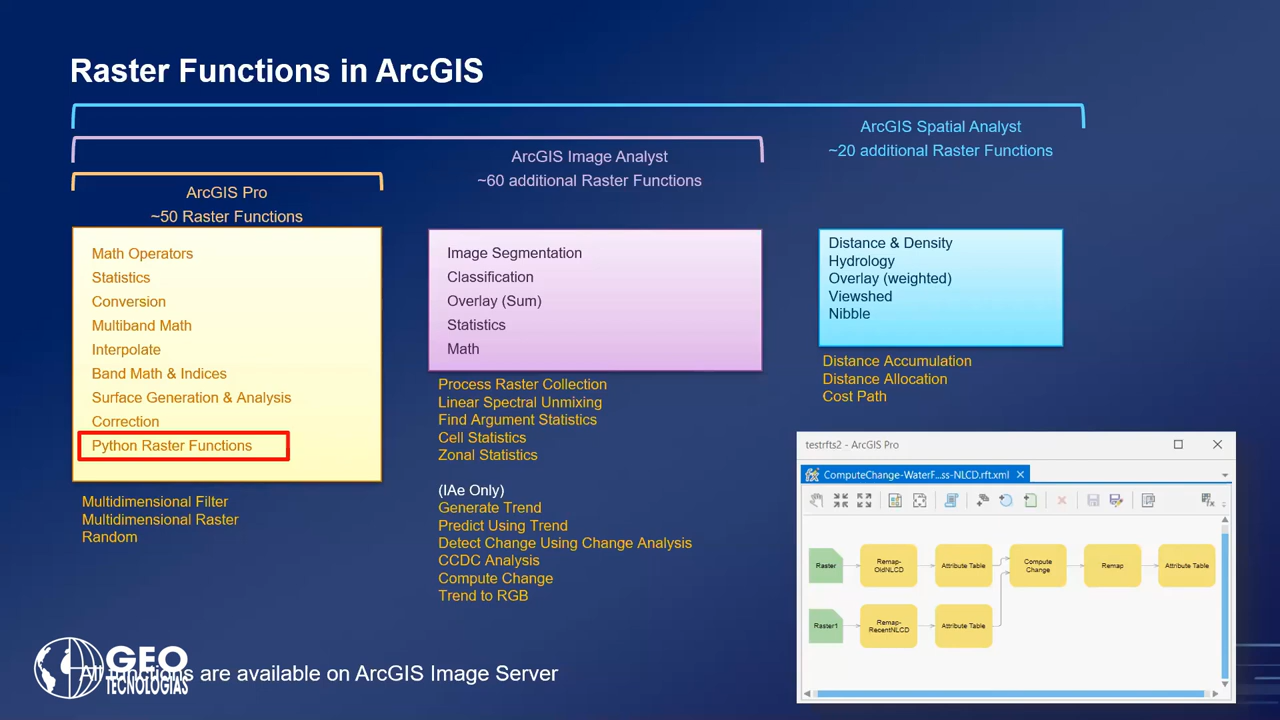 Raster Functions in ArcGIS
ArcGIS Spatial Analyst
~20 additional Raster Functions
ArcGIS Image Analyst
~60 additional Raster Functions
ArcGIS Pro
~50 Raster Functions
Math Operators
Statistics
Conversion
Multiband Math
Interpolate
Band Math & Indices
Surface Generation & Analysis
Correction
Python Raster Functions
Multidimensional Filter
Multidimensional Raster
Random
Image Segmentation
Classification
Overlay (Sum)
Statistics
Math
Process Raster Collection
Linear Spectral Unmixing
Find Argument Statistics
Cell Statistics
Zonal Statistics
(IAe Only)
Generate Trend
Predict Using Trend
Detect Change Using Change Analysis
CCDC Analysis
Compute Change
Trend to RGB
Distance & Density
Hydrology
Overlay (weighted)
Viewshed
Nibble
Distance Accumulation
Distance Allocation
Cost Path
testrfts2 - ArcGIS Pro
ComputeChange-WaterF...ss-NLCD.rft.xml
Raster
Remap-
OldNLCD
Attribute Table
Compute
Change
Remap
Attribute Table
Raster1
Remap-
RecentNLCD
Attribute Table
All functions are available on ArcGIS Image Server
GEO
TECNOLOGIAS